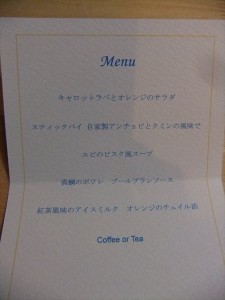 Menu
キャロットラペとオレンジのサラダ
スティックパイ 自家製アンチョビとクミンの風味で
エビのビスク風スープ
真鯛のポワレ ブールブランソース
紅茶風味のアイスミルク オレンジのチュイル添
Coffee or Tea